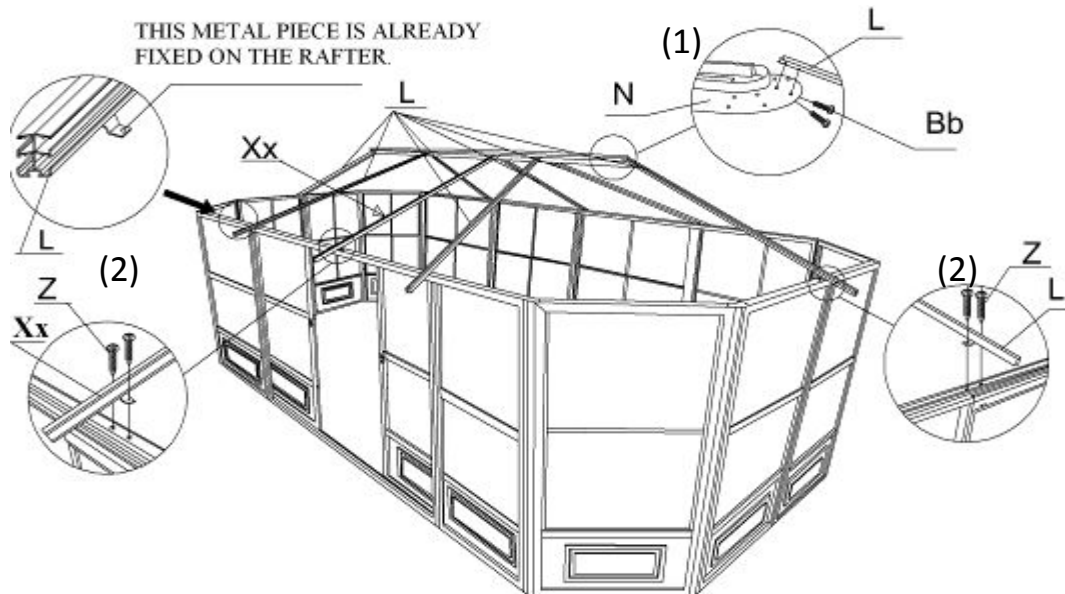 THIS METAL PIECE IS ALREADY
FIXED ON THE RAFTER.
(1)
L
N
Bb
L
Xx
L
(2)
Z
Xx
(2)
Z
L